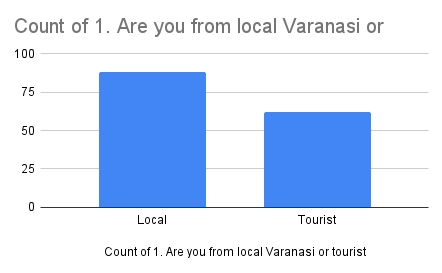 Count of 1. Are you from local Varanasi or
100
75
50
25
0
Local Tourist
Count of 1. Are you from local Varanasi or tourist